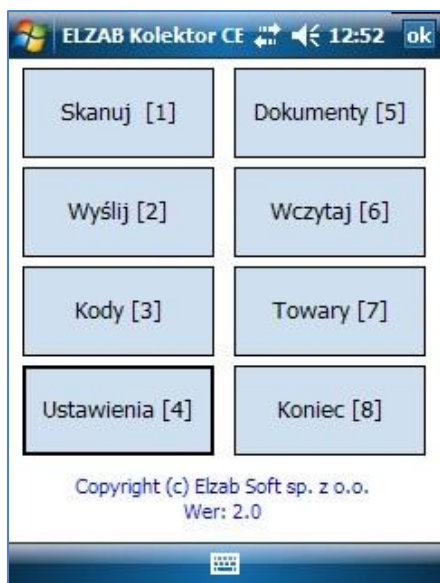 ELZAB Kolektor CE 12:52 ok
Skanuj [1] Dokumenty [5]
Wyślij [2] Wczytaj [6]
Kody [3] Towary [7]
Ustawienia [4] Koniec [8]
Copyright (c) Elzab Soft sp. z o.o.
Wer: 2.0